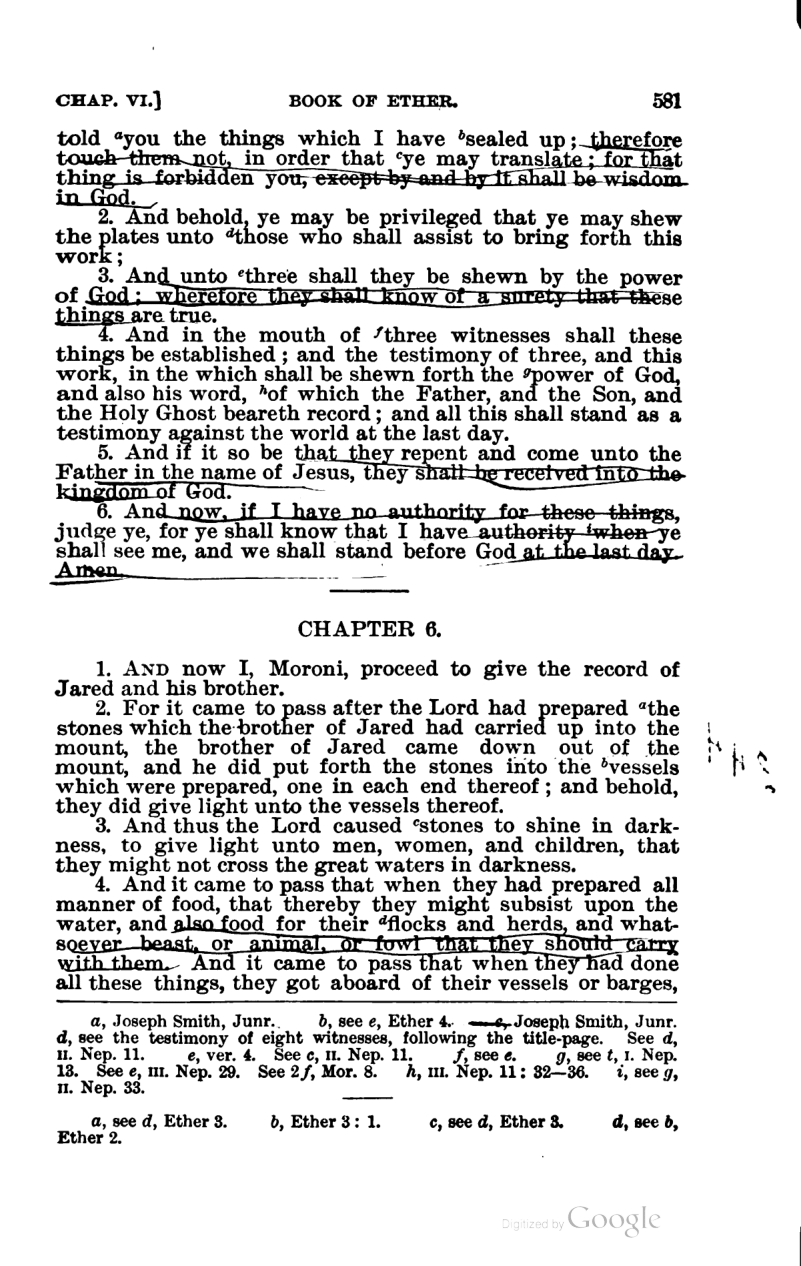 CHAP. VI.] BOOK OF ETHER. 581
told ᵃyou the things which I have ᵇsealed up; therefore
touch them not, in order that ᶜye may translate; for that
thing is forbidden you, except by and by it shall be wisdom
in God.
2. And behold, ye may be privileged that ye may shew
the plates unto ᵈthose who shall assist to bring forth this
work;
3. And unto ᵉthree shall they be shewn by the power
of God; wherefore they shall know of a surety that these
things are true.
4. And in the mouth of ᶠthree witnesses shall these
things be established; and the testimony of three, and this
work, in the which shall be shewn forth the ᵍpower of God,
and also his word, ʰof which the Father, and the Son, and
the Holy Ghost beareth record; and all this shall stand as a
testimony against the world at the last day.
5. And if it so be that they repent and come unto the
Father in the name of Jesus, they shall be received into the
kingdom of God.
6. And now, if I have no authority for these things,
judge ye, for ye shall know that I have authority ⁱwhen ye
shall see me, and we shall stand before God at the last day.
Amen.
CHAPTER 6.
1. AND now I, Moroni, proceed to give the record of
Jared and his brother.
2. For it came to pass after the Lord had prepared ᵃthe
stones which the brother of Jared had carried up into the
mount, the brother of Jared came down out of the
mount, and he did put forth the stones into the ᵇvessels
which were prepared, one in each end thereof; and behold,
they did give light unto the vessels thereof.
3. And thus the Lord caused ᶜstones to shine in dark-
ness, to give light unto men, women, and children, that
they might not cross the great waters in darkness.
4. And it came to pass that when they had prepared all
manner of food, that thereby they might subsist upon the
water, and also food for their ᵈflocks and herds, and what-
soever beast, or animal, or fowl that they should carry
with them. And it came to pass that when they had done
all these things, they got aboard of their vessels or barges,
a, Joseph Smith, Junr. b, see e, Ether 4. c, Joseph Smith, Junr.
d, see the testimony of eight witnesses, following the title-page. See d,
II. Nep. 11. e, ver. 4. See c, II. Nep. 11. f, see e. g, see t, I. Nep.
13. See e, III. Nep. 29. See 2f, Mor. 8. h, III. Nep. 11: 32—36. i, see g,
II. Nep. 33.
a, see d, Ether 3. b, Ether 3: 1. c, see d, Ether 3. d, see b,
Ether 2.
Digitized by Google